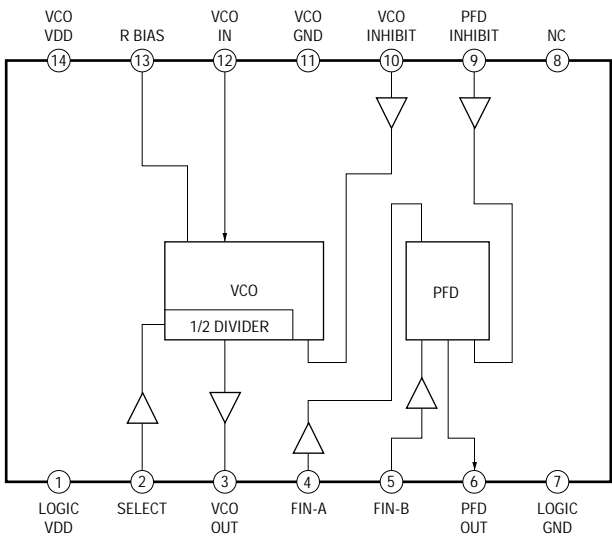 VCO VCO VCO VCO PFD
VDD R BIAS IN GND INHIBIT INHIBIT NC
14 13 12 11 10 9 8
VCO PFD
1/2 DIVIDER
1 2 3 4 5 6 7
LOGIC SELECT VCO FIN-A FIN-B PFD LOGIC
VDD OUT OUT GND